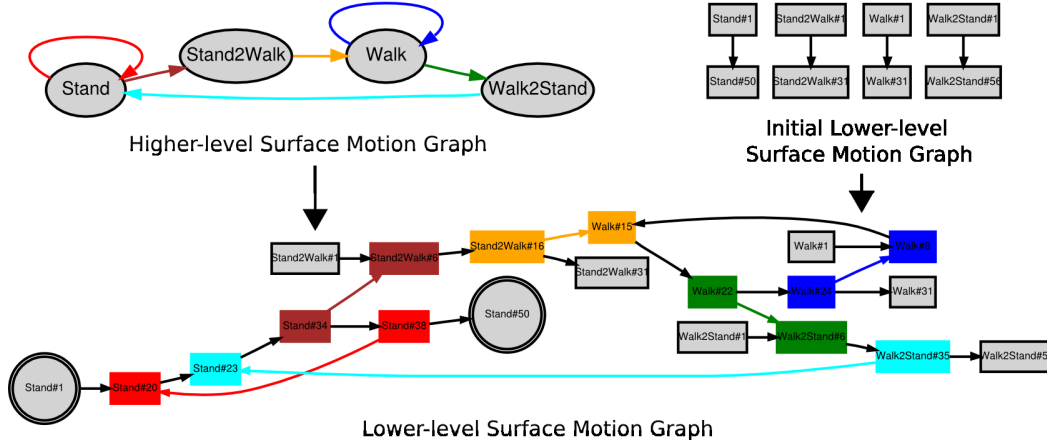 Stand
Stand2Walk
Walk
Walk2Stand
Higher-level Surface Motion Graph
Stand#1
Stand2Walk#1
Walk#1
Walk2Stand#1
Stand#50
Stand2Walk#31
Walk#31
Walk2Stand#56
Initial Lower-level
Surface Motion Graph
Stand2Walk#1
Stand2Walk#6
Stand2Walk#16
Walk#15
Walk#1
Stand2Walk#31
Walk#22
Walk#24
Walk#31
Stand#34
Stand#38
Stand#50
Walk2Stand#1
Walk2Stand#6
Stand#1
Stand#20
Stand#23
Walk2Stand#35
Lower-level Surface Motion Graph